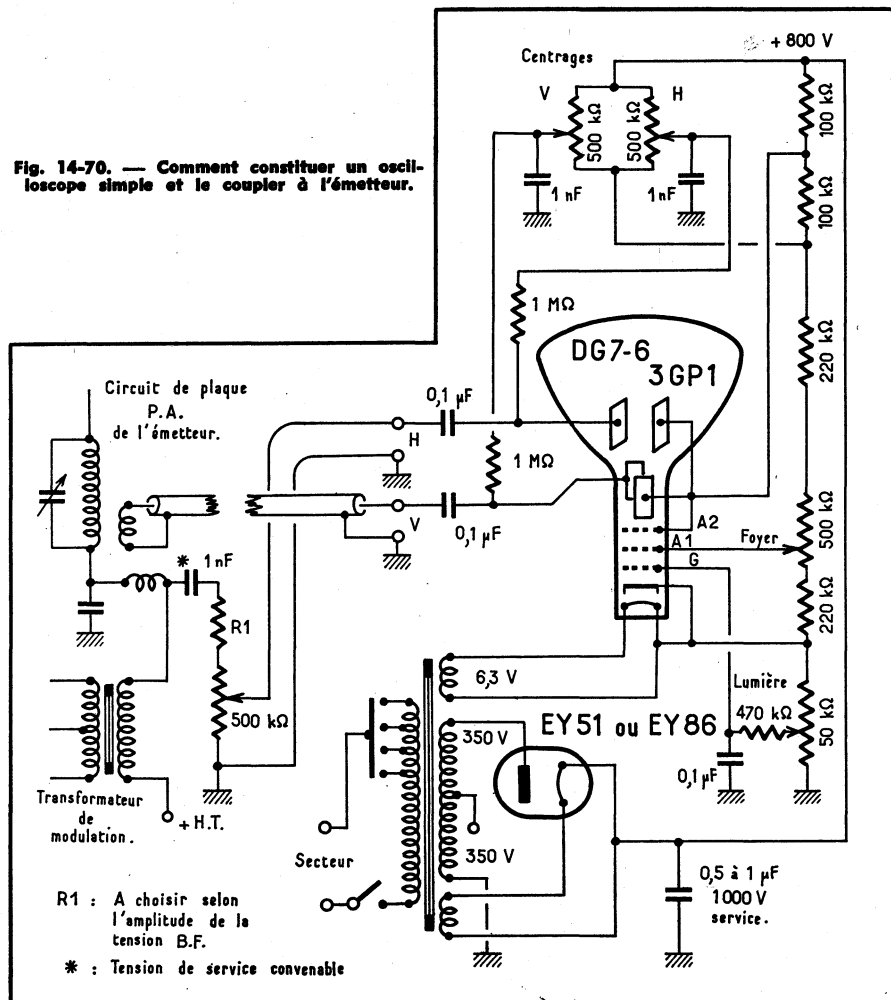 Fig. 14-70. — Comment constituer un oscil-
loscope simple et le coupler à l'émetteur.
Centrages
+ 800 V
V
H
500 kΩ
500 kΩ
100 kΩ
1 nF
1 nF
100 kΩ
1 MΩ
220 kΩ
DG7-6
3GP1
Circuit de plaque
P.A.
de l'émetteur.
0,1 µF
H
1 MΩ
V
0,1 µF
A2
A1
G
Foyer
500 kΩ
* 1 nF
R1
220 kΩ
500 kΩ
6,3 V
Lumière
470 kΩ
50 kΩ
EY51 ou EY86
350 V
0,1 µF
Transformateur
de
modulation.
+ H.T.
Secteur
350 V
0,5 à 1 µF
1000 V
service.
R1 : A choisir selon
l'amplitude de la
tension B.F.
* : Tension de service convenable